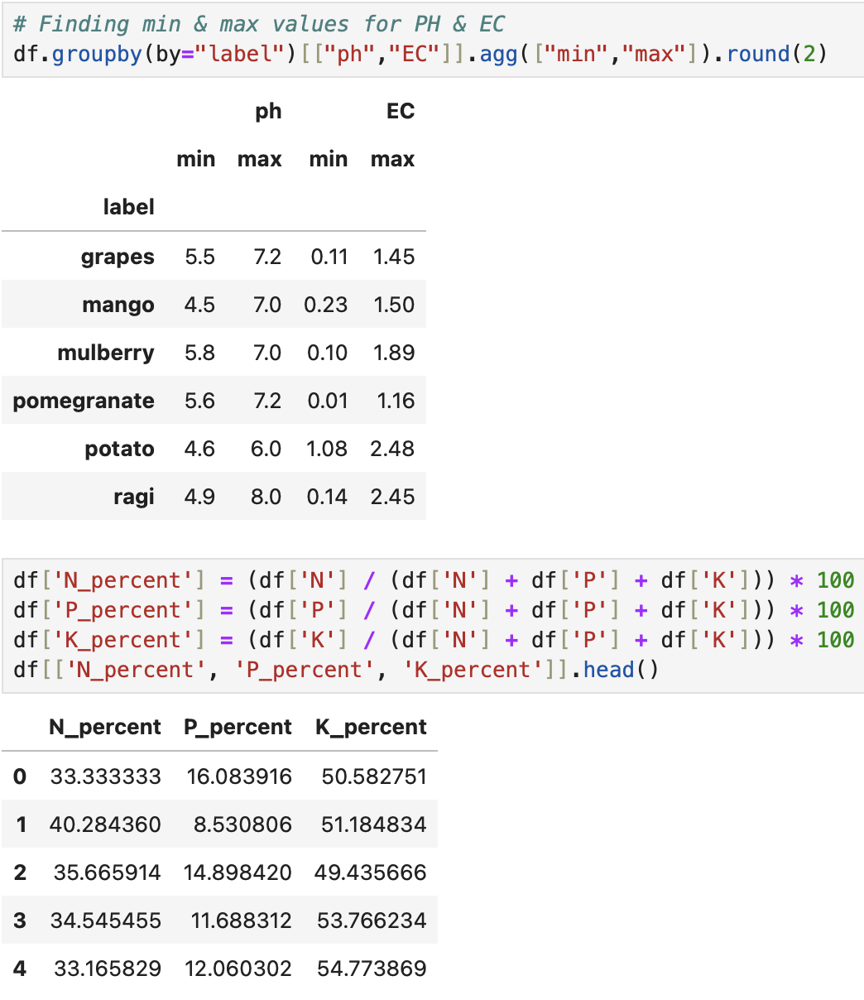 # Finding min & max values for PH & EC
df.groupby(by="label")[["ph","EC"]].agg(["min","max"]).round(2)
ph EC
min max min max
label
grapes 5.5 7.2 0.11 1.45
mango 4.5 7.0 0.23 1.50
mulberry 5.8 7.0 0.10 1.89
pomegranate 5.6 7.2 0.01 1.16
potato 4.6 6.0 1.08 2.48
ragi 4.9 8.0 0.14 2.45
df['N_percent'] = (df['N'] / (df['N'] + df['P'] + df['K'])) * 100
df['P_percent'] = (df['P'] / (df['N'] + df['P'] + df['K'])) * 100
df['K_percent'] = (df['K'] / (df['N'] + df['P'] + df['K'])) * 100
df[['N_percent', 'P_percent', 'K_percent']].head()
N_percent P_percent K_percent
0 33.333333 16.083916 50.582751
1 40.284360 8.530806 51.184834
2 35.665914 14.898420 49.435666
3 34.545455 11.688312 53.766234
4 33.165829 12.060302 54.773869